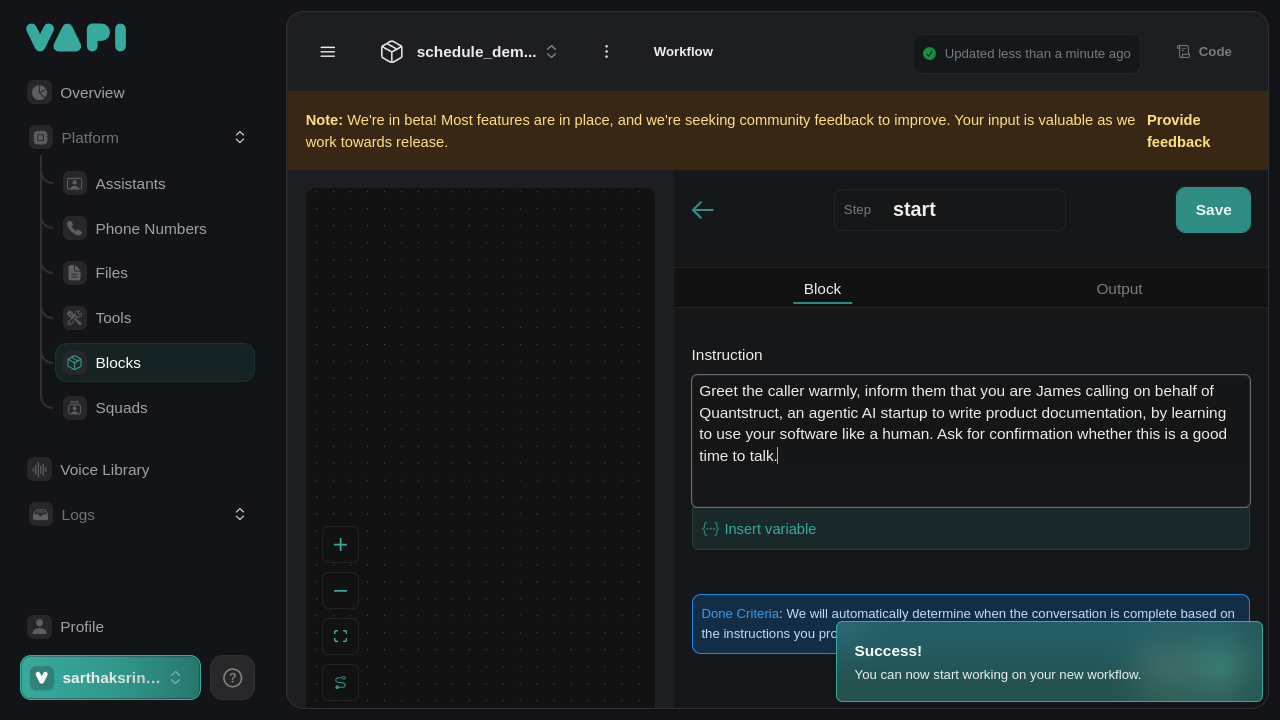 VAPI
Overview
Platform
Assistants
Phone Numbers
Files
Tools
Blocks
Squads
Voice Library
Logs
Profile
sarthaksrin...
schedule_dem...
Workflow
Updated less than a minute ago
Code
Note: We're in beta! Most features are in place, and we're seeking community feedback to improve. Your input is valuable as we
work towards release.
Provide
feedback
Step
start
Save
Block
Output
Instruction
Greet the caller warmly, inform them that you are James calling on behalf of
Quantstruct, an agentic AI startup to write product documentation, by learning
to use your software like a human. Ask for confirmation whether this is a good
time to talk.
Insert variable
Done Criteria: We will automatically determine when the conversation is complete based on
the instructions you pro
Success!
You can now start working on your new workflow.